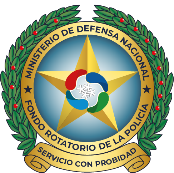 MINISTERIO DE DEFENSA NACIONAL
FONDO ROTATORIO DE LA POLICÍA
SERVICIO CON PROBIDAD